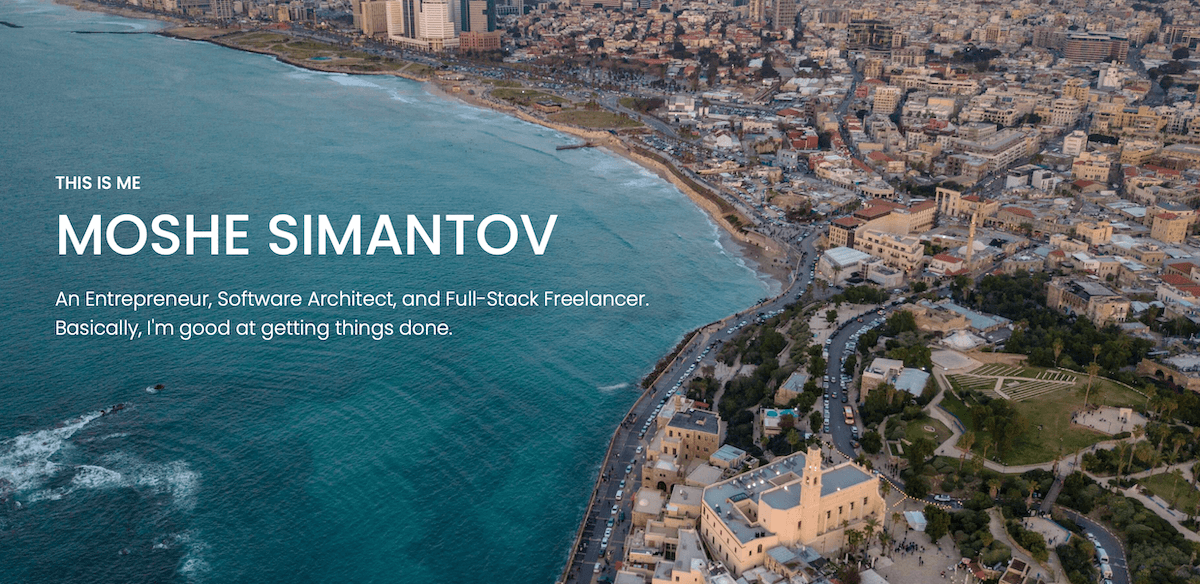 THIS IS ME
MOSHE SIMANTOV
An Entrepreneur, Software Architect, and Full-Stack Freelancer.
Basically, I'm good at getting things done.